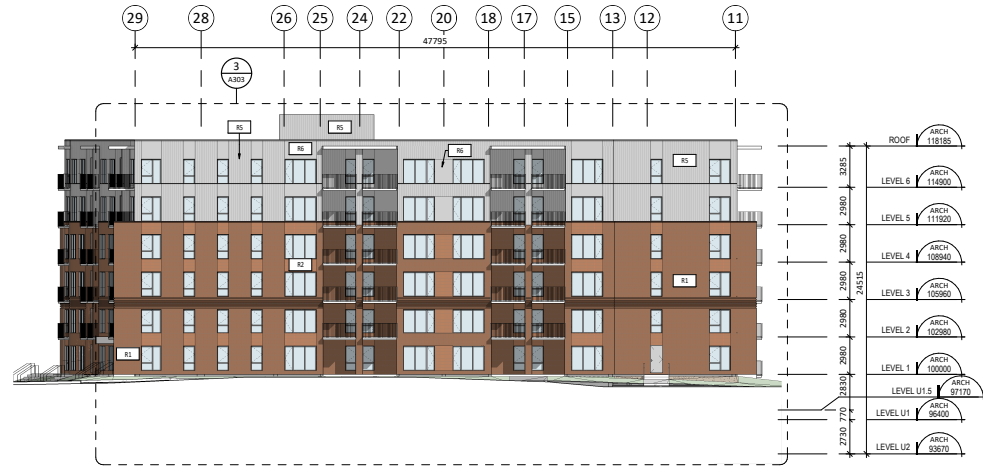 29 28 26 25 24 22 20 18 17 15 13 12 11
47795
3
A303
R5
R5
R6
R6
R5
R2
R1
R1
ROOF
ARCH
118185
3285
LEVEL 6
ARCH
114900
2980
LEVEL 5
ARCH
111920
2980
LEVEL 4
ARCH
108940
2980
24515
LEVEL 3
ARCH
105960
2980
LEVEL 2
ARCH
102980
2980
LEVEL 1
ARCH
100000
2830
LEVEL U1.5
ARCH
97170
770
LEVEL U1
ARCH
96400
2730
LEVEL U2
ARCH
93670